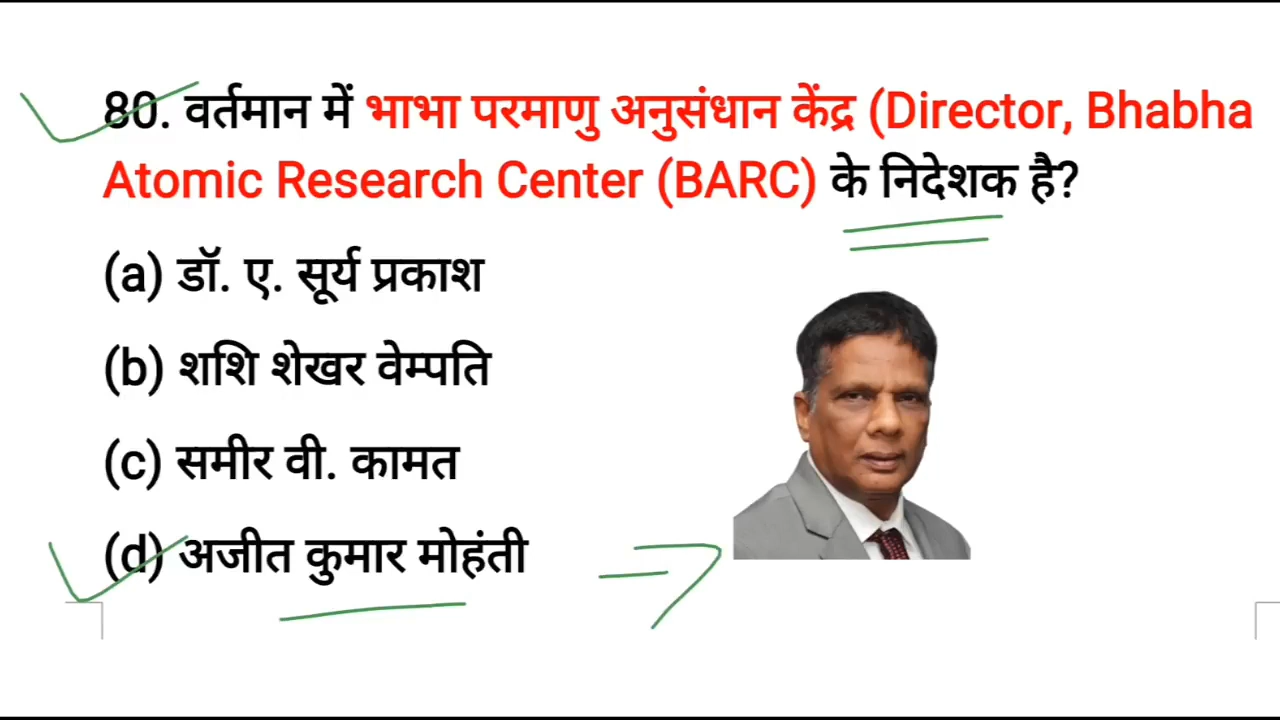 80. वर्तमान में भाभा परमाणु अनुसंधान केंद्र (Director, Bhabha
Atomic Research Center (BARC) के निदेशक है?
(a) डॉ. ए. सूर्य प्रकाश
(b) शशि शेखर वेम्पति
(c) समीर वी. कामत
(d) अजीत कुमार मोहंती